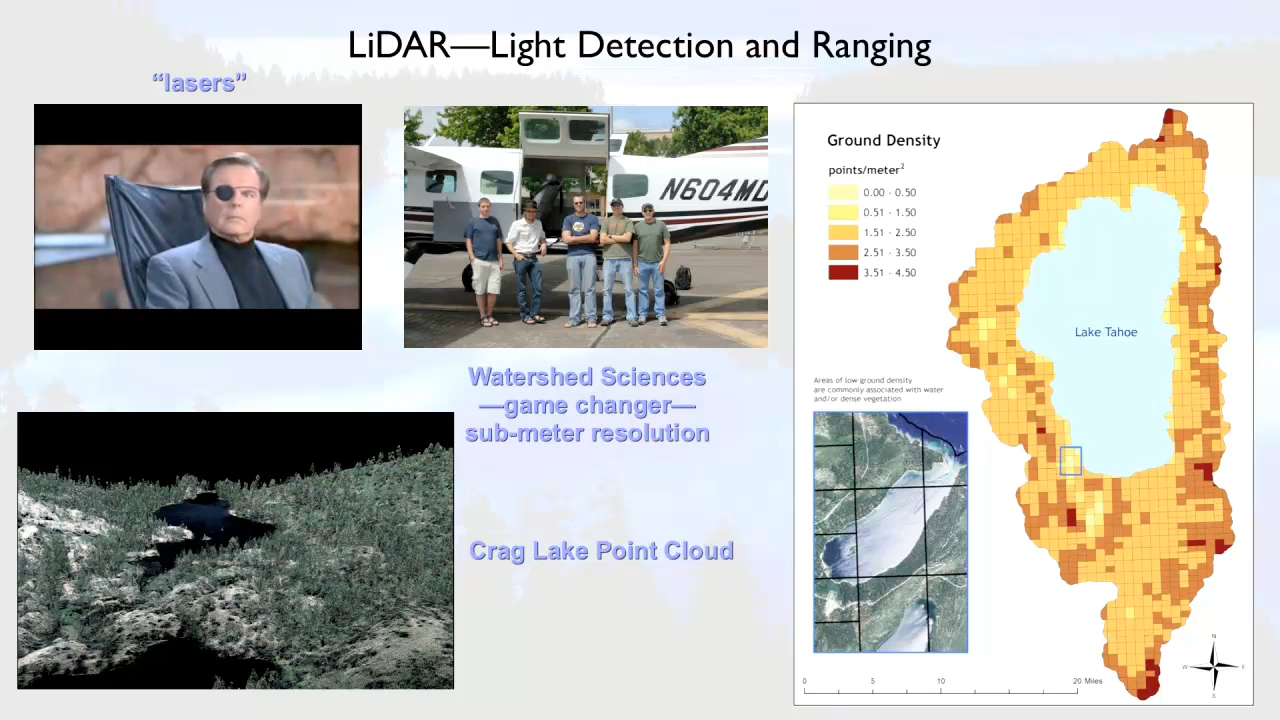 LiDAR—Light Detection and Ranging
“lasers”
N604MD
Watershed Sciences
—game changer—
sub-meter resolution
Crag Lake Point Cloud
Ground Density
points/meter²
0.00 - 0.50
0.51 - 1.50
1.51 - 2.50
2.51 - 3.50
3.51 - 4.50
Lake Tahoe
Areas of low ground density
are commonly associated with water
and/or dense vegetation
0 5 10 20 Miles
N
W E
S